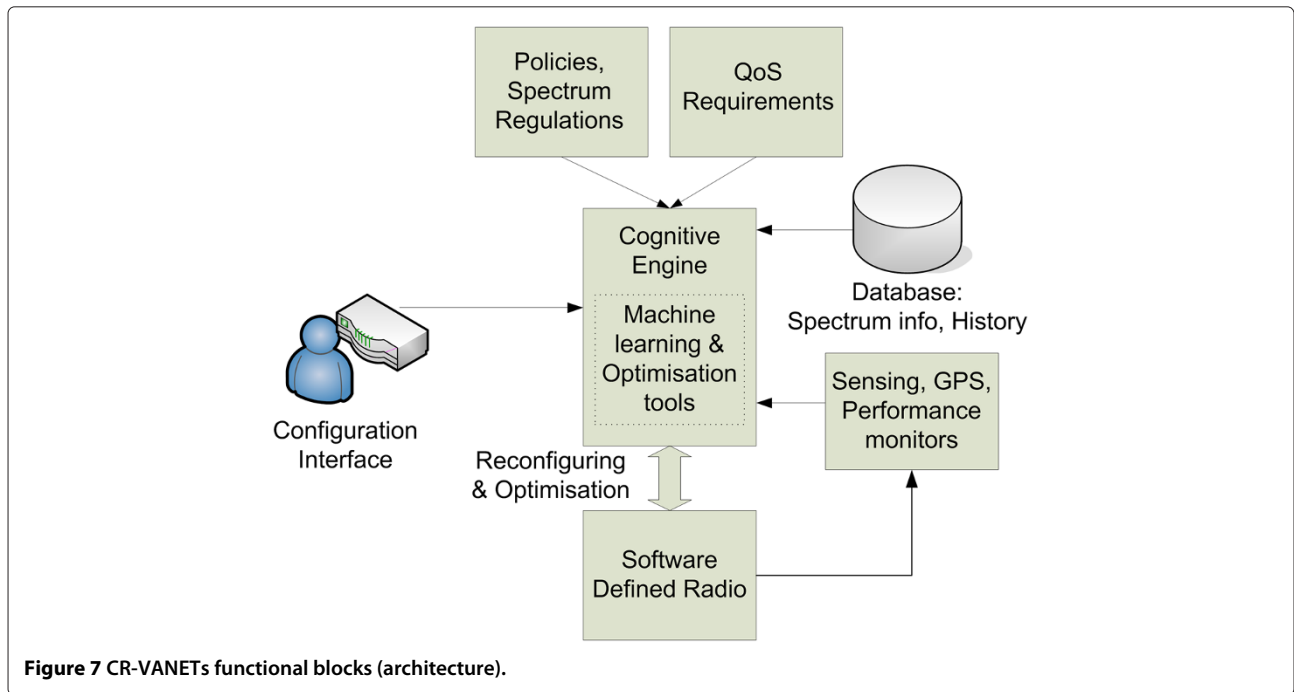 Policies,
Spectrum
Regulations
QoS
Requirements
Cognitive
Engine
Machine
learning &
Optimisation
tools
Database:
Spectrum info, History
Sensing, GPS,
Performance
monitors
Configuration
Interface
Reconfiguring
& Optimisation
Software
Defined Radio
Figure 7 CR-VANETs functional blocks (architecture).